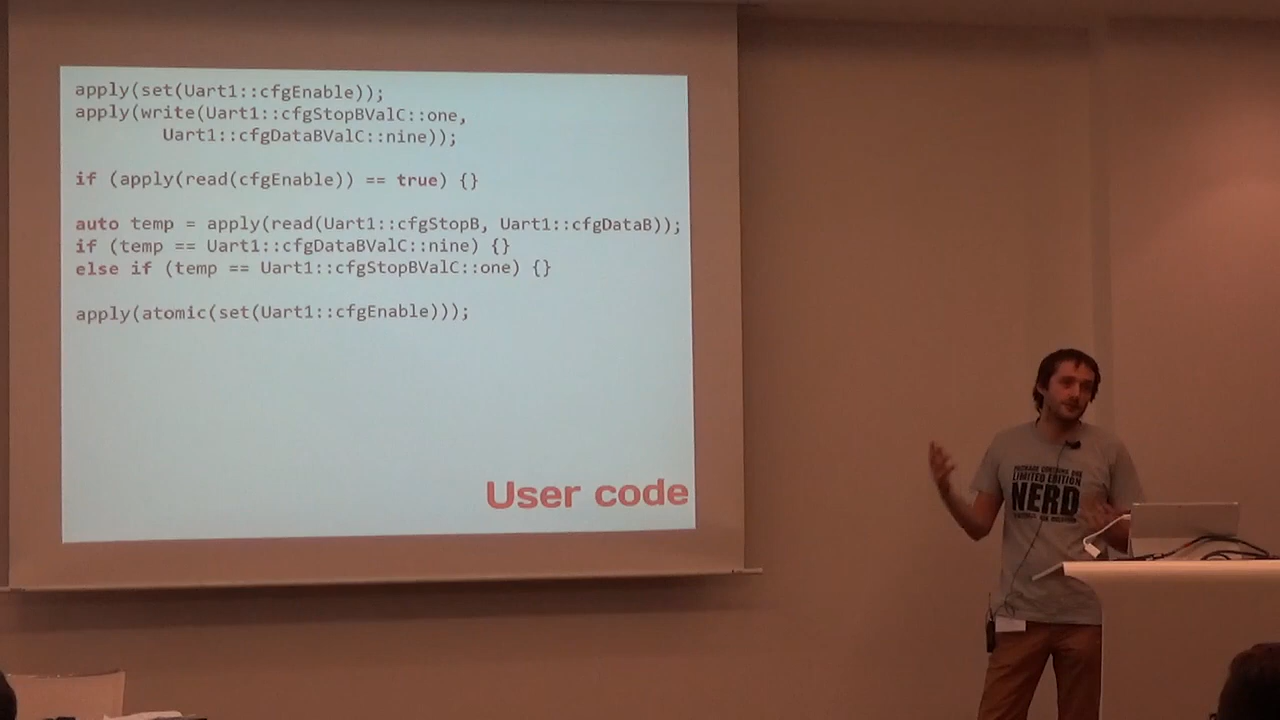 apply(set(Uart1::cfgEnable));
apply(write(Uart1::cfgStopBValC::one,
Uart1::cfgDataBValC::nine));
if (apply(read(cfgEnable)) == true) {}
auto temp = apply(read(Uart1::cfgStopB, Uart1::cfgDataB));
if (temp == Uart1::cfgDataBValC::nine) {}
else if (temp == Uart1::cfgStopBValC::one) {}
apply(atomic(set(Uart1::cfgEnable)));
User code
LIMITED EDITION
NERD